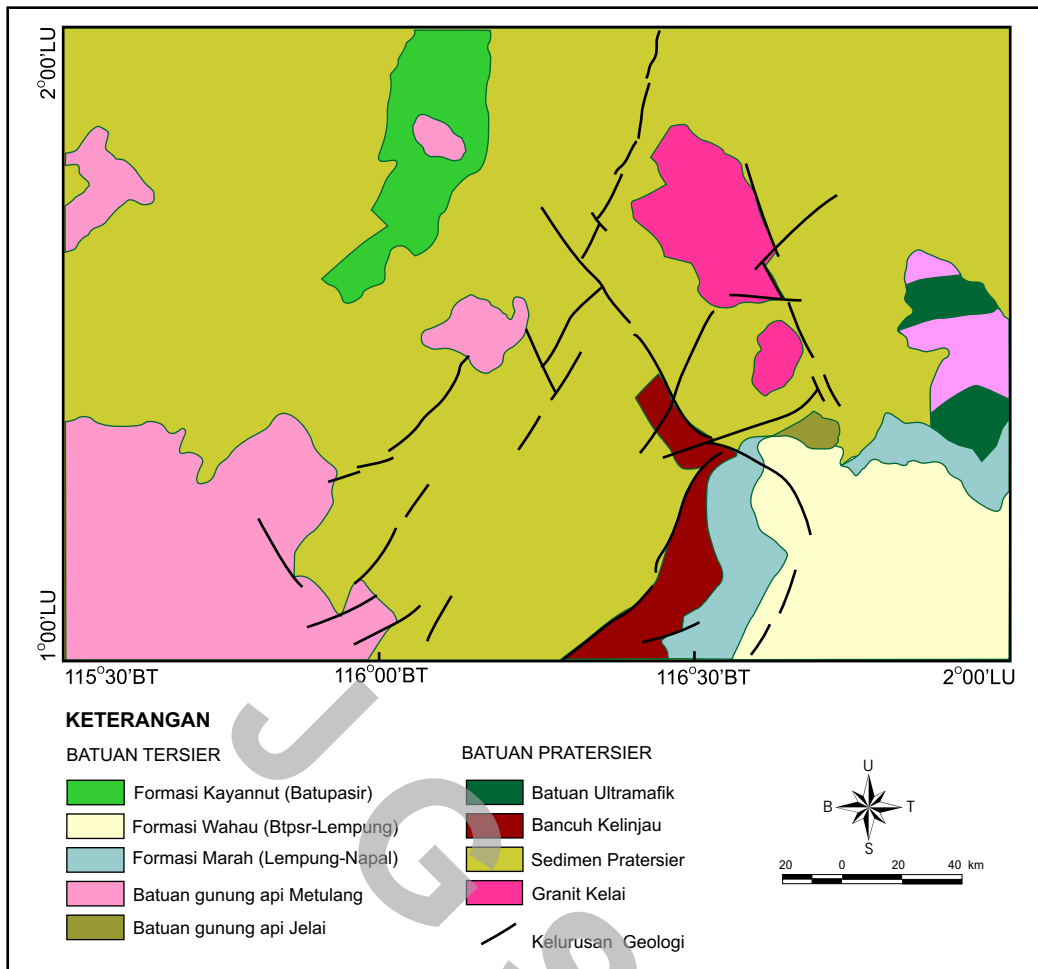 2°00'LU
1°00'LU
115°30'BT
116°00'BT
116°30'BT
2°00'LU
KETERANGAN
BATUAN TERSIER
Formasi Kayannut (Batupasir)
Formasi Wahau (Btpsr-Lempung)
Formasi Marah (Lempung-Napal)
Batuan gunung api Metulang
Batuan gunung api Jelai
BATUAN PRATERSIER
Batuan Ultramafik
Bancuh Kelinjau
Sedimen Pratersier
Granit Kelai
Kelurusan Geologi
U
B T
S
20 0 20 40 km
J G S